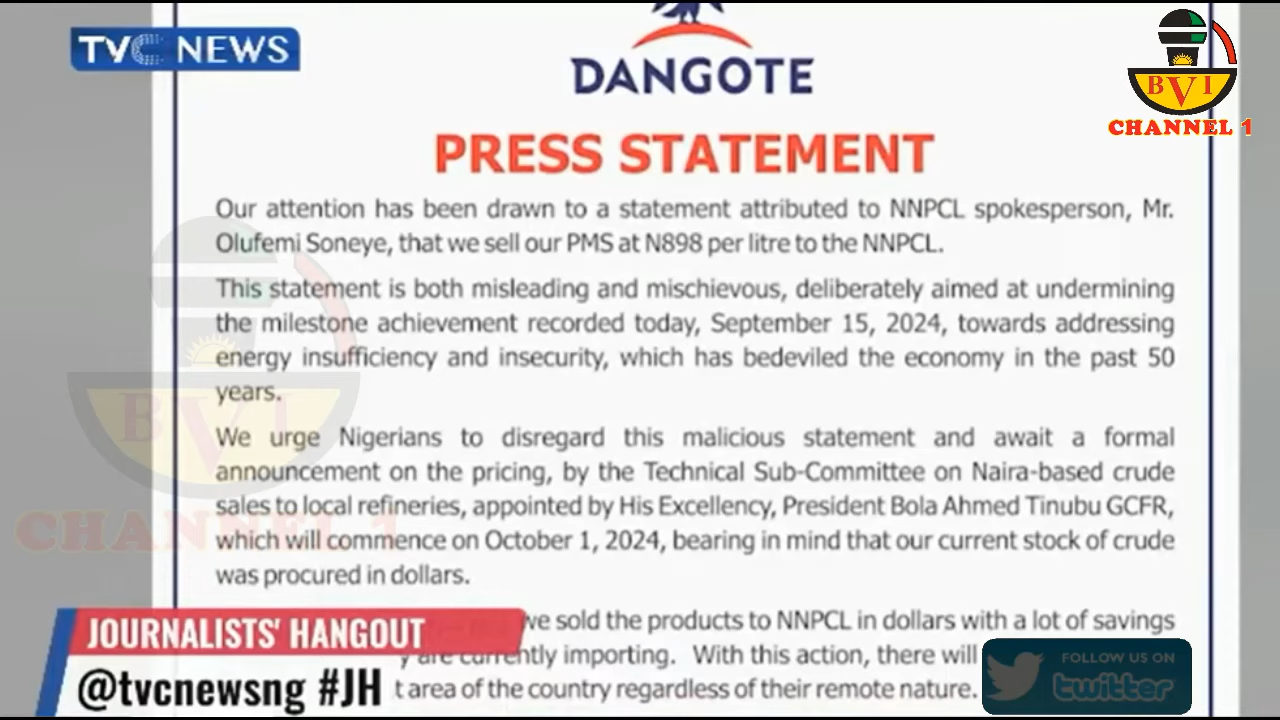 TVC NEWS
DANGOTE
BVI
CHANNEL 1
PRESS STATEMENT
Our attention has been drawn to a statement attributed to NNPCL spokesperson, Mr.
Olufemi Soneye, that we sell our PMS at N898 per litre to the NNPCL.
This statement is both misleading and mischievous, deliberately aimed at undermining
the milestone achievement recorded today, September 15, 2024, towards addressing
energy insufficiency and insecurity, which has bedeviled the economy in the past 50
years.
We urge Nigerians to disregard this malicious statement and await a formal
announcement on the pricing, by the Technical Sub-Committee on Naira-based crude
sales to local refineries, appointed by His Excellency, President Bola Ahmed Tinubu GCFR,
which will commence on October 1, 2024, bearing in mind that our current stock of crude
was procured in dollars.
we sold the products to NNPCL in dollars with a lot of savings
y are currently importing. With this action, there will
t area of the country regardless of their remote nature.
BVI
CHANNEL 1
JOURNALISTS' HANGOUT
@tvcnewsng #JH
FOLLOW US ON
twitter